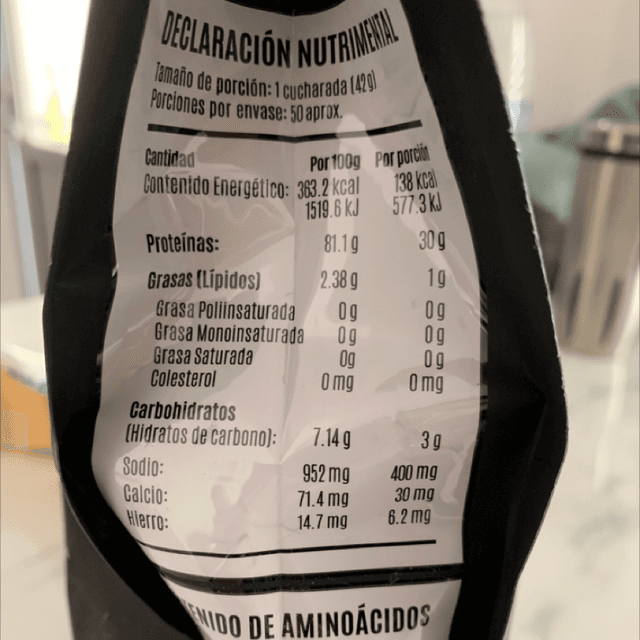 DECLARACIÓN NUTRIMENTAL
Tamaño de porción: 1 cucharada (42g)
Porciones por envase: 50 aprox.
Cantidad Por 100g Por porción
Contenido Energético: 363.2 kcal 138 kcal
1519.6 kJ 577.3 kJ
Proteínas: 81.1 g 30 g
Grasas (Lípidos) 2.38 g 1 g
Grasa Poliinsaturada 0 g 0 g
Grasa Monoinsaturada 0 g 0 g
Grasa Saturada 0g 0 g
Colesterol 0 mg 0 mg
Carbohidratos
(Hidratos de carbono): 7.14 g 3 g
Sodio: 952 mg 400 mg
Calcio: 71.4 mg 30 mg
Hierro: 14.7 mg 6.2 mg
ENIDO DE AMINOÁCIDOS